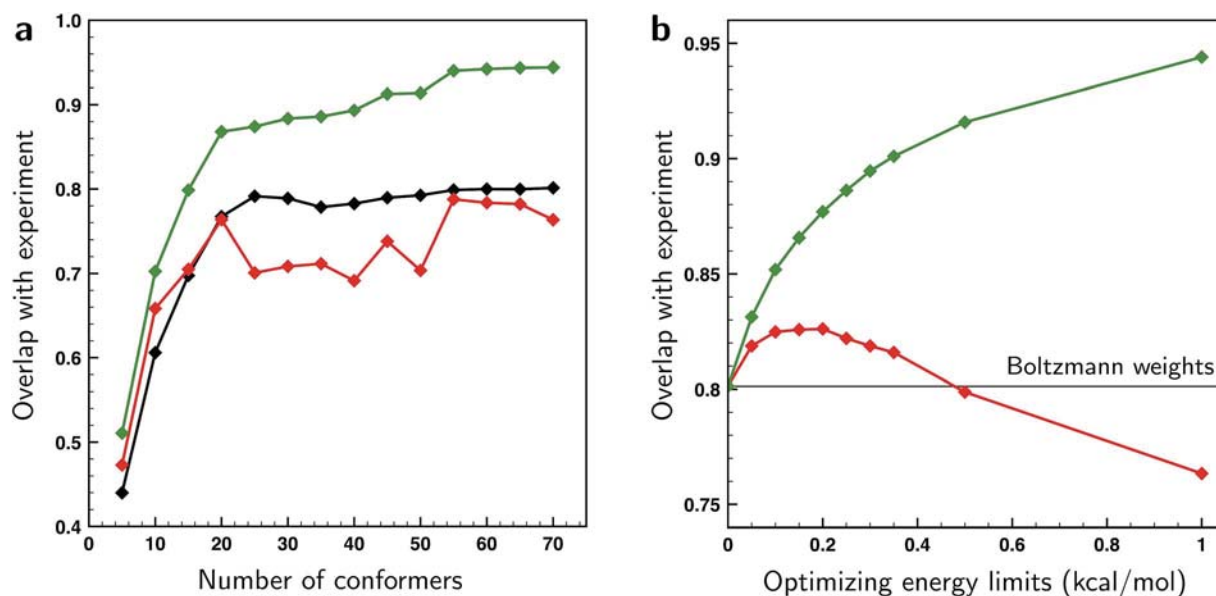 a
1.0
0.9
0.8
0.7
0.6
0.5
0.4
0 10 20 30 40 50 60 70
Overlap with experiment
Number of conformers
b
0.95
0.9
0.85
0.8
0.75
Boltzmann weights
0 0.2 0.4 0.6 0.8 1
Overlap with experiment
Optimizing energy limits (kcal/mol)